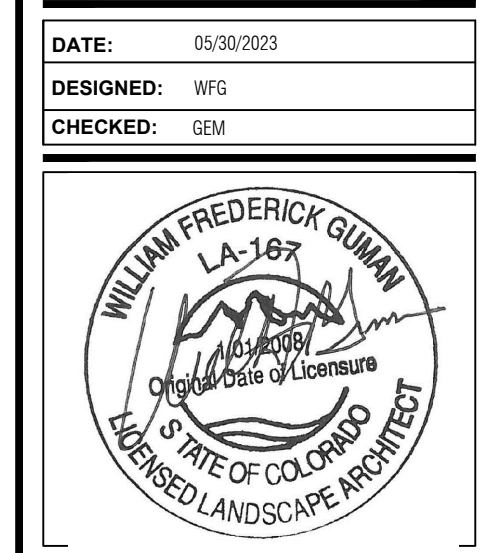 DATE: 05/30/2023
DESIGNED: WFG
CHECKED: GEM
WILLIAM FREDERICK GUMAN
LA-167
1/01/2008
Original Date of Licensure
STATE OF COLORADO
LICENSED LANDSCAPE ARCHITECT